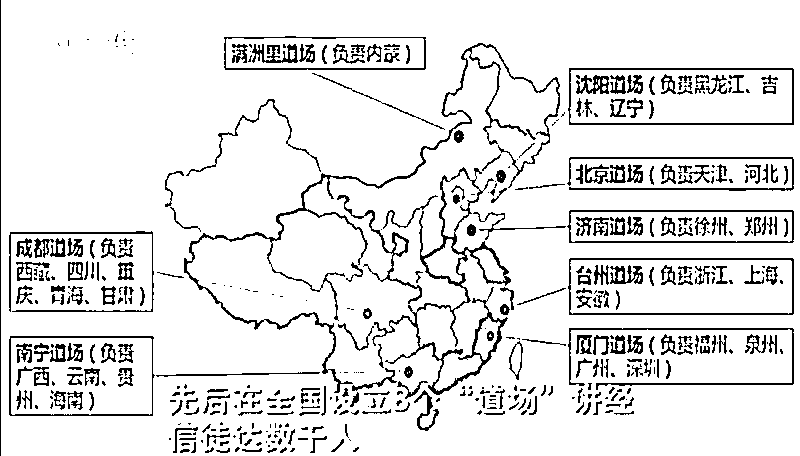 满洲里道场（负责内蒙）
沈阳道场（负责黑龙江、吉
林、辽宁）
北京道场（负责天津、河北）
济南道场（负责徐州、郑州）
成都道场（负责
西藏、四川、重
庆、青海、甘肃）
台州道场（负责浙江、上海、
安徽）
厦门道场（负责福州、泉州、
广州、深圳）
南宁道场（负责
广西、云南、贵
州、海南）
先后在全国设立8个“道场”讲经
信徒达数千人